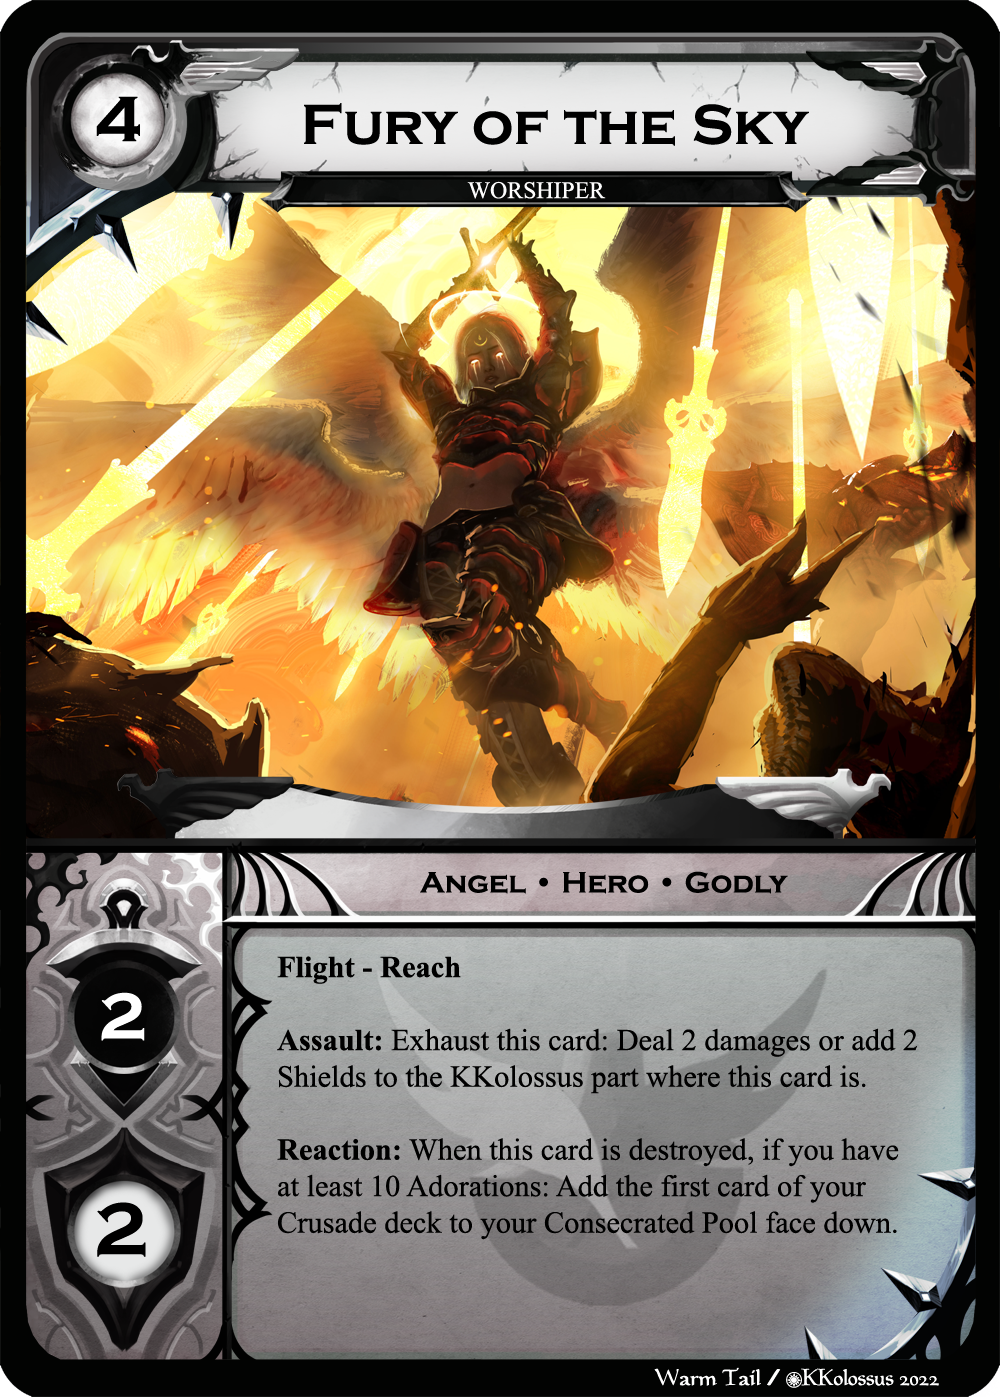 4
Fury of the Sky
WORSHIPER
Angel • Hero • Godly
2
2
Flight - Reach
Assault: Exhaust this card: Deal 2 damages or add 2
Shields to the KKolossus part where this card is.
Reaction: When this card is destroyed, if you have
at least 10 Adorations: Add the first card of your
Crusade deck to your Consecrated Pool face down.
Warm Tail / KKolossus 2022